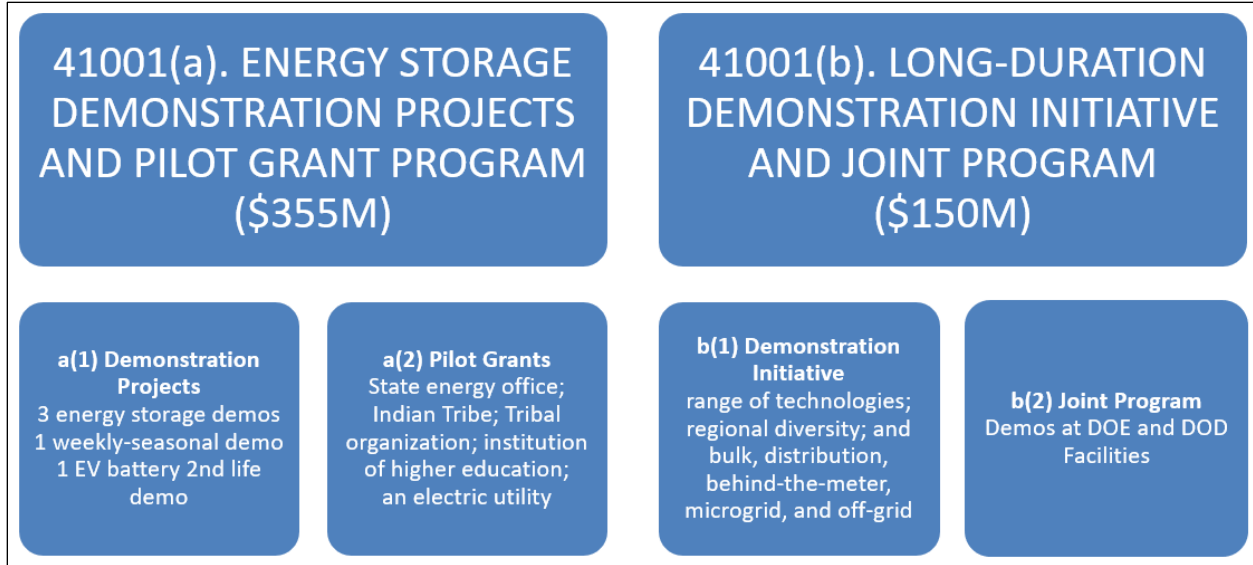 41001(a). ENERGY STORAGE
DEMONSTRATION PROJECTS
AND PILOT GRANT PROGRAM
($355M)
41001(b). LONG-DURATION
DEMONSTRATION INITIATIVE
AND JOINT PROGRAM
($150M)
a(1) Demonstration
Projects
3 energy storage demos
1 weekly-seasonal demo
1 EV battery 2nd life
demo
a(2) Pilot Grants
State energy office;
Indian Tribe; Tribal
organization; institution
of higher education;
an electric utility
b(1) Demonstration
Initiative
range of technologies;
regional diversity; and
bulk, distribution,
behind-the-meter,
microgrid, and off-grid
b(2) Joint Program
Demos at DOE and DOD
Facilities